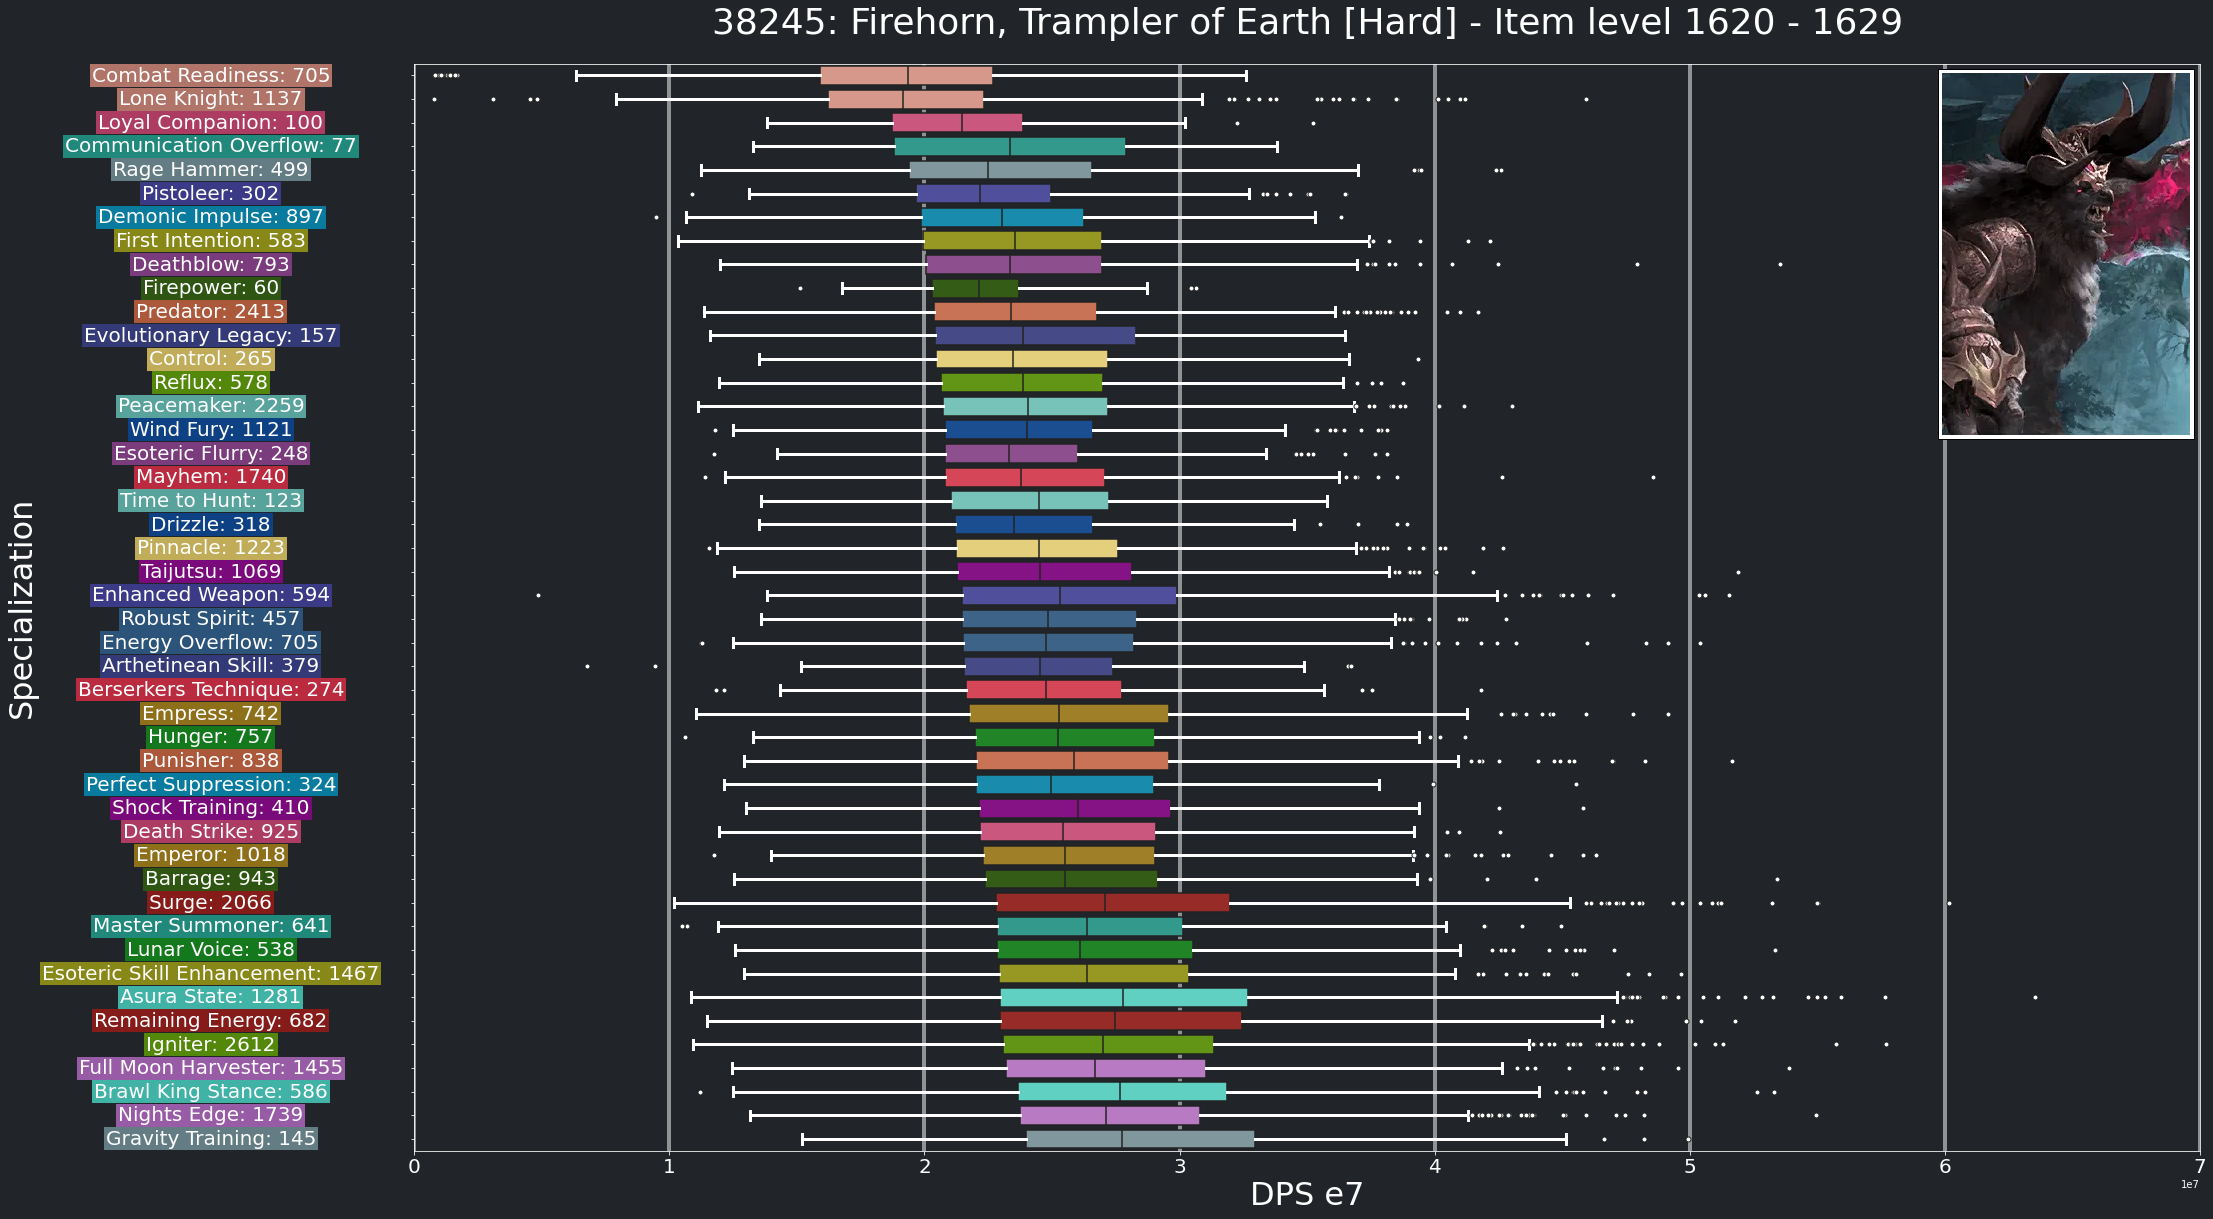 38245: Firehorn, Trampler of Earth [Hard] - Item level 1620 - 1629
Specialization
Combat Readiness: 705
Lone Knight: 1137
Loyal Companion: 100
Communication Overflow: 77
Rage Hammer: 499
Pistoleer: 302
Demonic Impulse: 897
First Intention: 583
Deathblow: 793
Firepower: 60
Predator: 2413
Evolutionary Legacy: 157
Control: 265
Reflux: 578
Peacemaker: 2259
Wind Fury: 1121
Esoteric Flurry: 248
Mayhem: 1740
Time to Hunt: 123
Drizzle: 318
Pinnacle: 1223
Taijutsu: 1069
Enhanced Weapon: 594
Robust Spirit: 457
Energy Overflow: 705
Arthetinean Skill: 379
Berserkers Technique: 274
Empress: 742
Hunger: 757
Punisher: 838
Perfect Suppression: 324
Shock Training: 410
Death Strike: 925
Emperor: 1018
Barrage: 943
Surge: 2066
Master Summoner: 641
Lunar Voice: 538
Esoteric Skill Enhancement: 1467
Asura State: 1281
Remaining Energy: 682
Igniter: 2612
Full Moon Harvester: 1455
Brawl King Stance: 586
Nights Edge: 1739
Gravity Training: 145
0 1 2 3 4 5 6 7
1e7
DPS e7